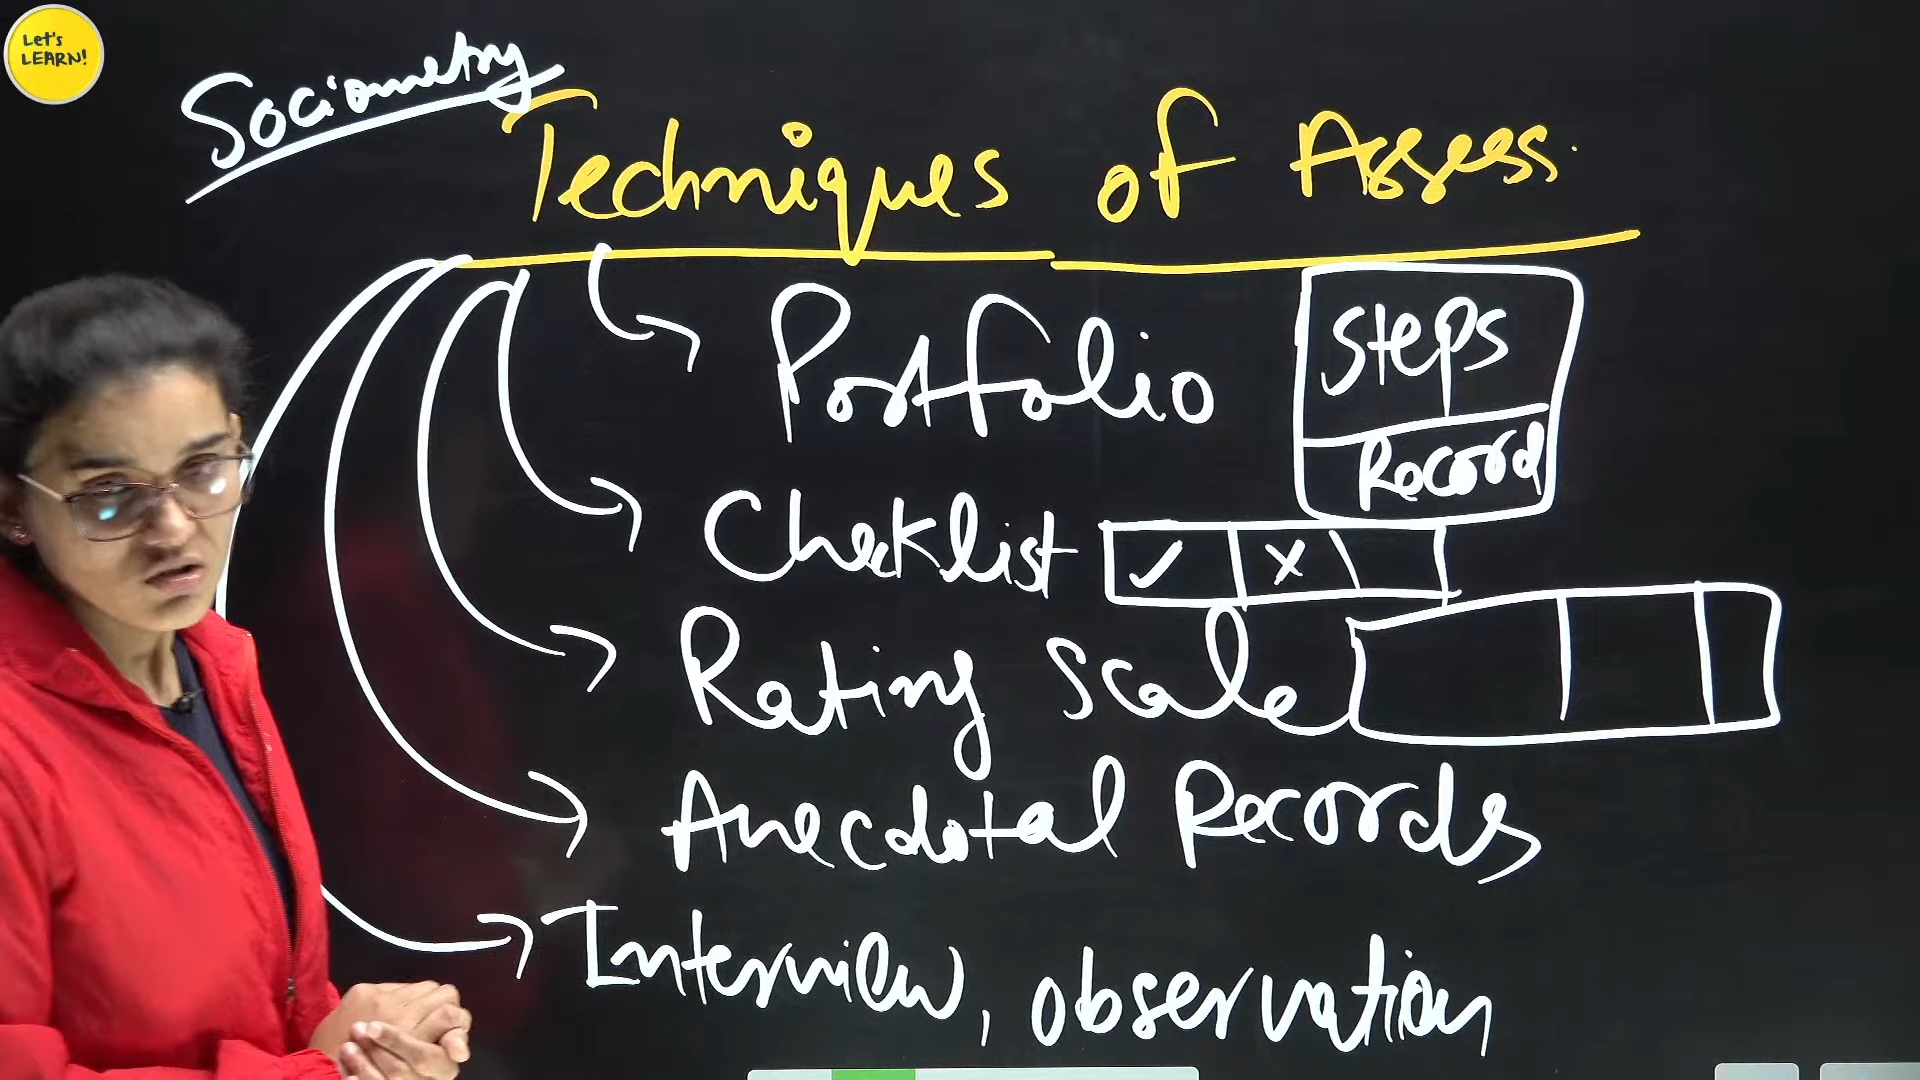 Let's
LEARN!
Sociometry
Techniques of Assess.
Portfolio
Steps
Record
Checklist ✓ x
Rating Scale
Anecdotal Records
Interview, observation